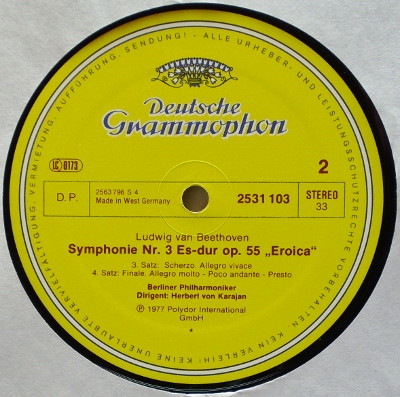 KEINE UNERLAUBTE VERVIELFÄLTIGUNG, VERMIETUNG, AUFFÜHRUNG, SENDUNG! - ALLE URHEBER- UND LEISTUNGSSCHUTZRECHTE VORBEHALTEN - KEIN VERLEIH!
Deutsche
Grammophon
LC 0173
2
D.P.
2563 796 S 4
Made in West Germany
2531 103
STEREO
33
Ludwig van Beethoven
Symphonie Nr. 3 Es-dur op. 55 „Eroica“
3. Satz: Scherzo. Allegro vivace
4. Satz: Finale. Allegro molto - Poco andante - Presto
Berliner Philharmoniker
Dirigent: Herbert von Karajan
℗ 1977 Polydor International
GmbH
*